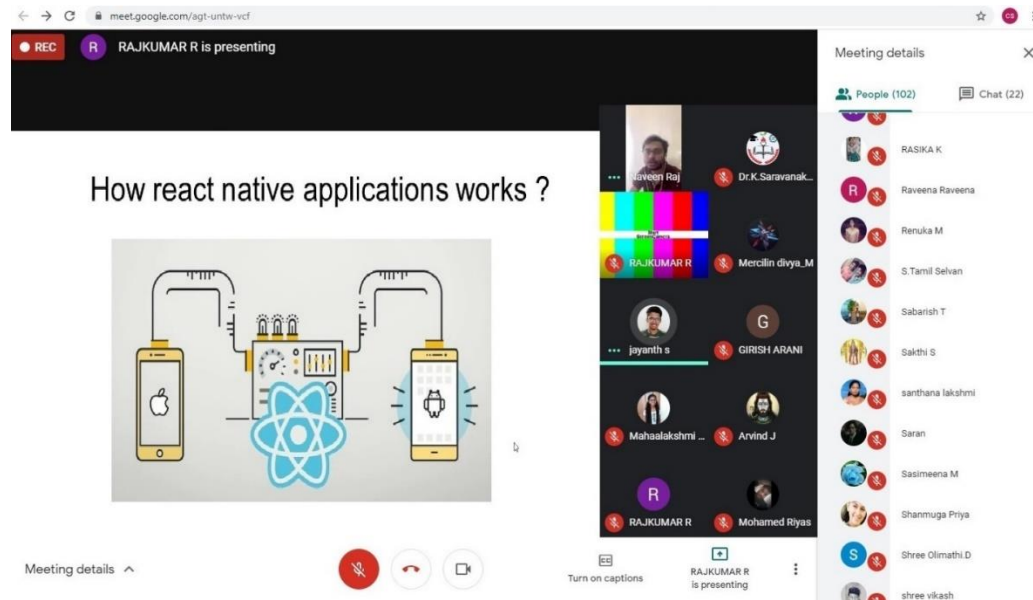 meet.google.com/agt-untw-vcf
CS
REC
R
RAJKUMAR R is presenting
Meeting details
People (102)
Chat (22)
How react native applications works ?
Naveen Raj
Dr.K.Saravanak...
RAJKUMAR R
Mercilin divya_M
jayanth s
G
GIRISH ARANI
Mahaalakshmi ...
Arvind J
R
RAJKUMAR R
Mohamed Riyas
RASIKA K
R
Raveena Raveena
Renuka M
S.Tamil Selvan
Sabarish T
Sakthi S
santhana lakshmi
Saran
Sasimeena M
Shanmuga Priya
S
Shree Olimathi.D
shree vikash
Meeting details
CC
Turn on captions
RAJKUMAR R
is presenting